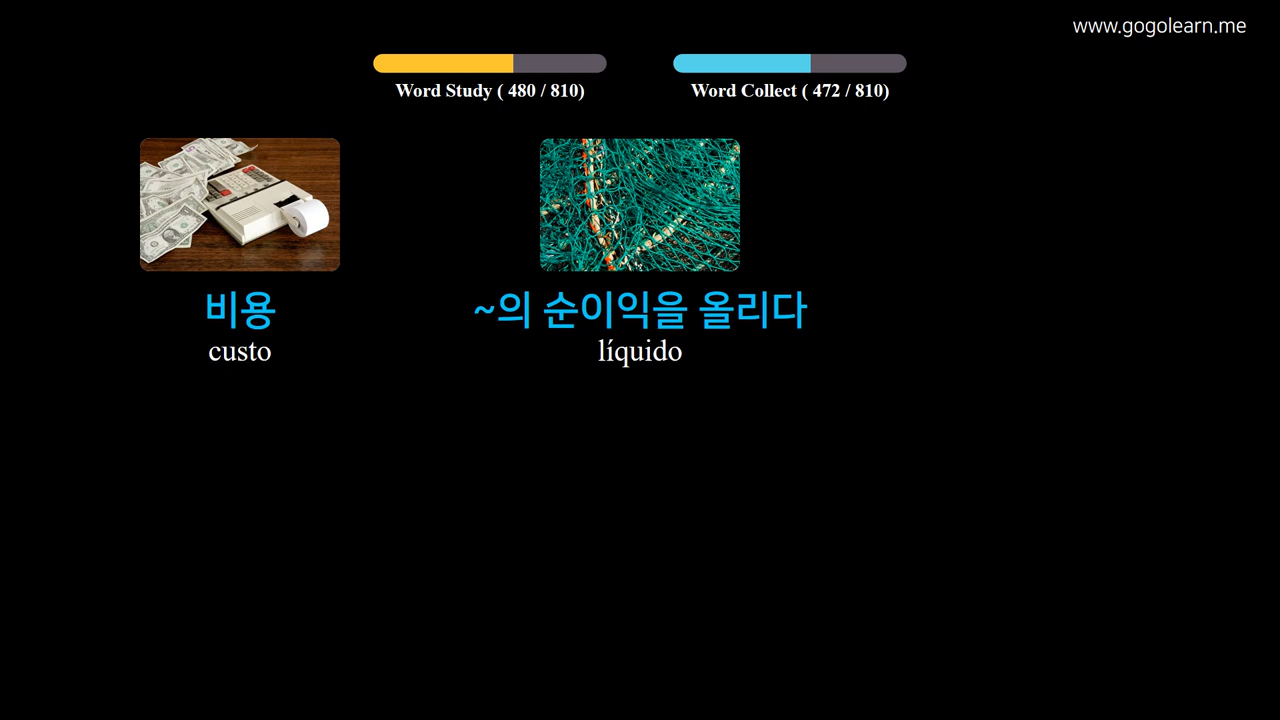 www.gogolearn.me
Word Study ( 480 / 810)
Word Collect ( 472 / 810)
비용
custo
~의 순이익을 올리다
líquido